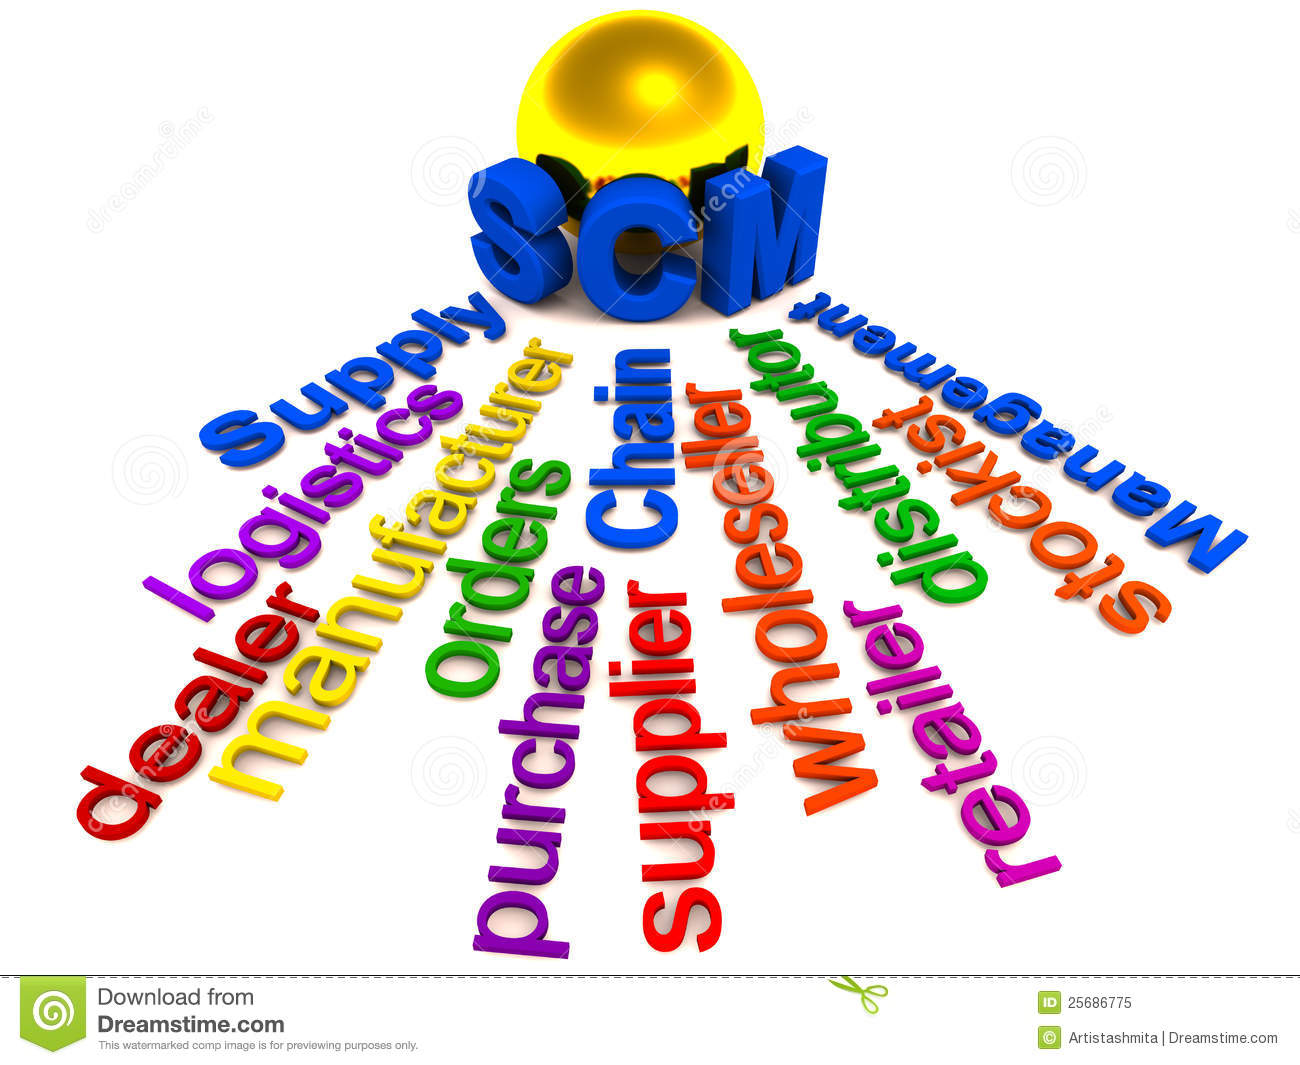 SCM
Supply
Chain
Management
logistics
manufacturer
orders
wholeseller
distributor
stockist
dealer
purchase
supplier
retailer
dreamstime
Download from
Dreamstime.com
This watermarked comp image is for previewing purposes only.
ID 25686775
© Artistashmita | Dreamstime.com